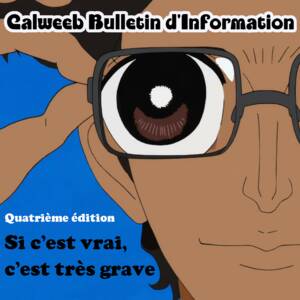 Calweeb Bulletin d'Information
Quatrième édition
Si c'est vrai,
c'est très grave